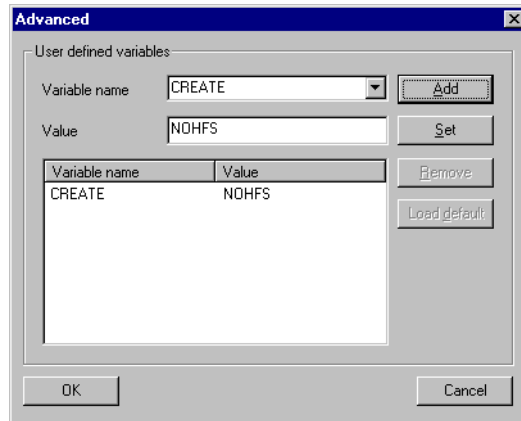 Advanced
User defined variables
Variable name CREATE Add
Value NOHFS Set
Variable name Value Remove
CREATE NOHFS
Load default
OK Cancel